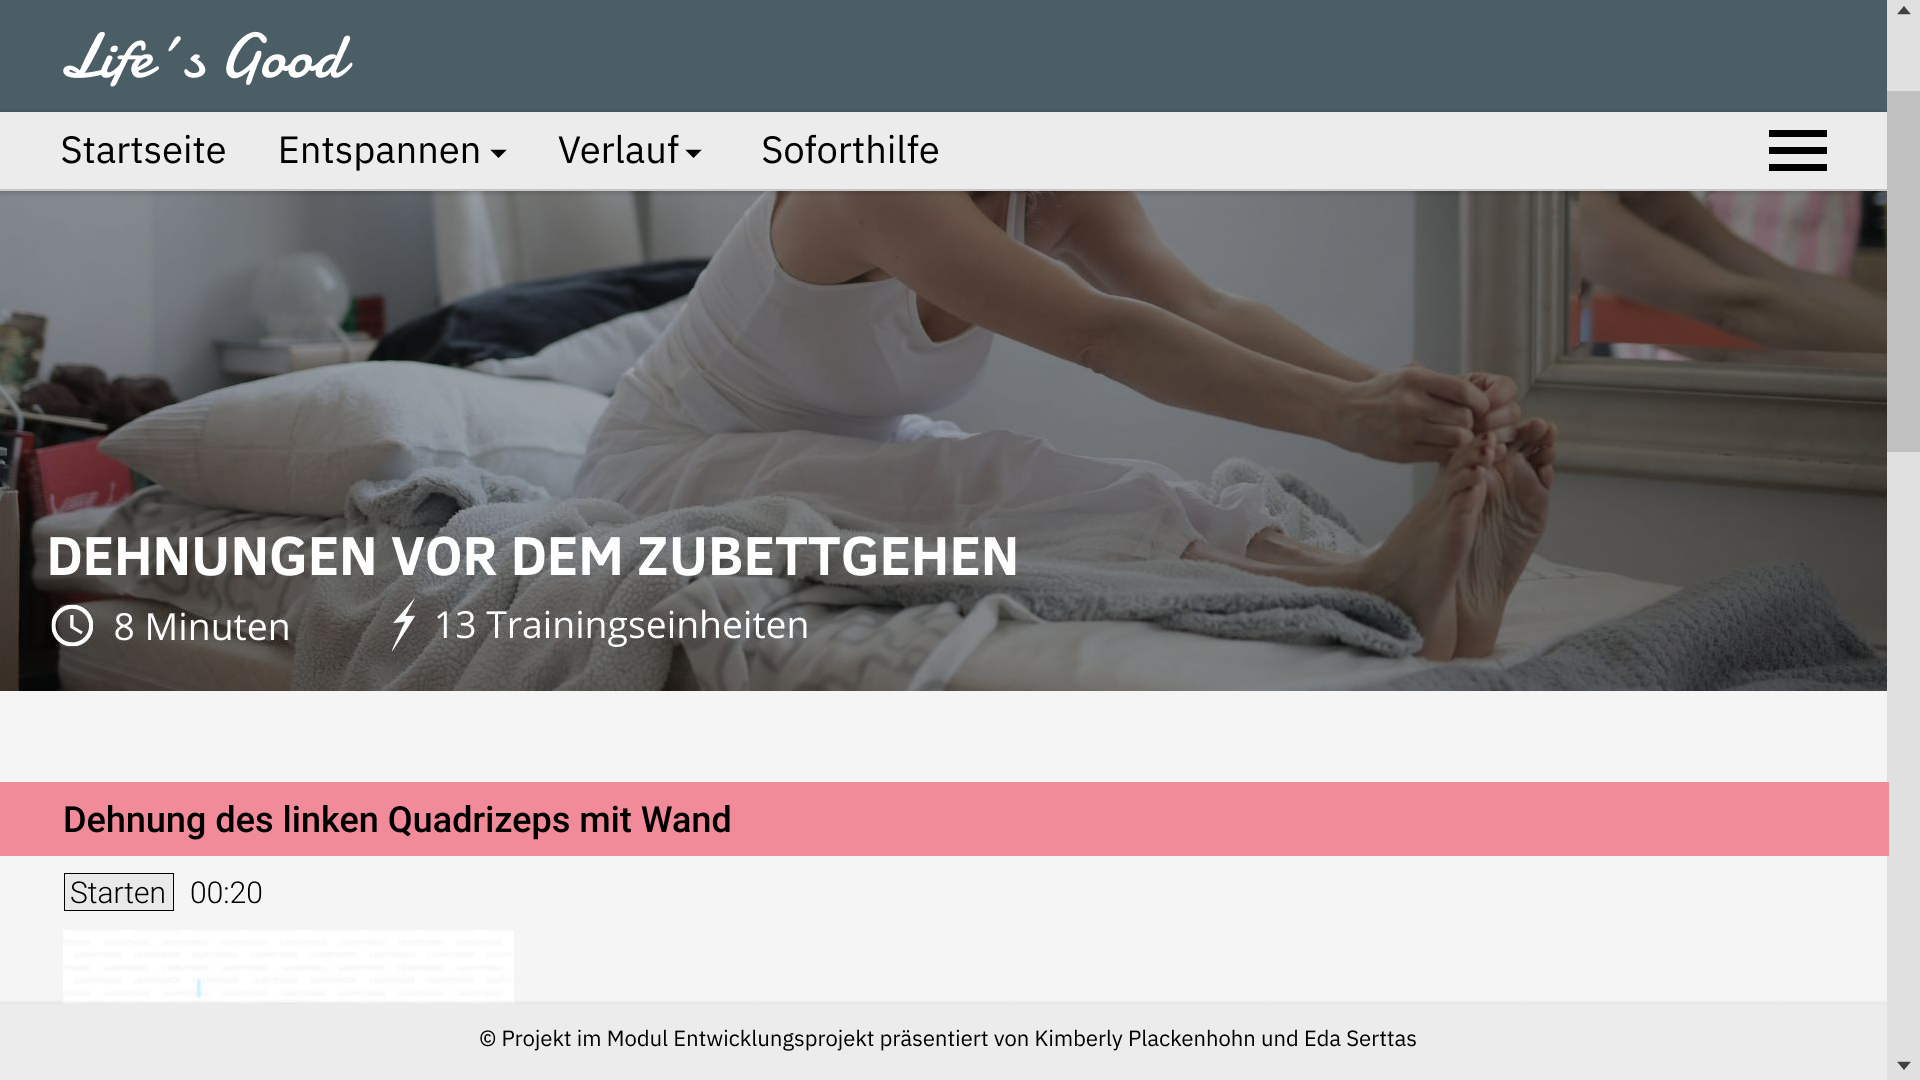 Life´s Good
Startseite
Entspannen
Verlauf
Soforthilfe
DEHNUNGEN VOR DEM ZUBETTGEHEN
8 Minuten
13 Trainingseinheiten
Dehnung des linken Quadrizeps mit Wand
Starten 00:20
© Projekt im Modul Entwicklungsprojekt präsentiert von Kimberly Plackenhohn und Eda Serttas